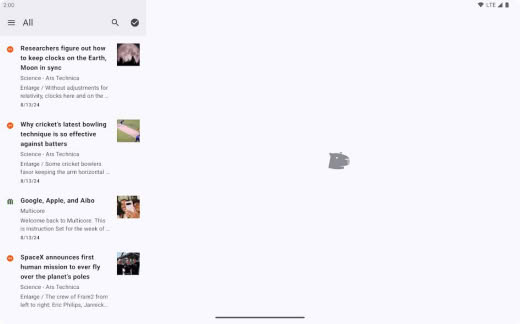 2:00
LTE
All
Researchers figure out how
to keep clocks on the Earth,
Moon in sync
Science - Ars Technica
Enlarge / Without adjustments for
relativity, clocks here and on the ...
8/13/24
Why cricket's latest bowling
technique is so effective
against batters
Science - Ars Technica
Enlarge / Some cricket bowlers
favor keeping the arm horizontal ...
8/13/24
Google, Apple, and Aibo
Multicore
Welcome back to Multicore. This
is Instruction Set for the week of ...
8/13/24
SpaceX announces first
human mission to ever fly
over the planet's poles
Science - Ars Technica
Enlarge / The crew of Fram2 from
left to right: Eric Philips, Jannick...